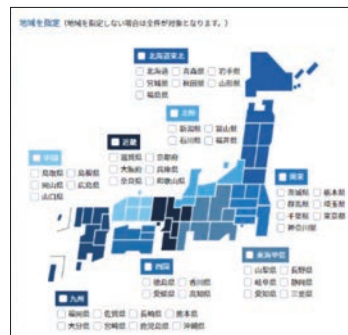 地域を指定 (地域を指定しない場合は全件が対象となります。)
北海道東北
北海道 青森県 岩手県
宮城県 秋田県 山形県
福島県
北陸
新潟県 富山県
石川県 福井県
近畿
滋賀県 京都府
大阪府 兵庫県
奈良県 和歌山県
中国
鳥取県 島根県
岡山県 広島県
山口県
関東
茨城県 栃木県
群馬県 埼玉県
千葉県 東京都
神奈川県
東海甲信
山梨県 長野県
岐阜県 静岡県
愛知県 三重県
四国
徳島県 香川県
愛媛県 高知県
九州
福岡県 佐賀県 長崎県 熊本県
大分県 宮崎県 鹿児島県 沖縄県